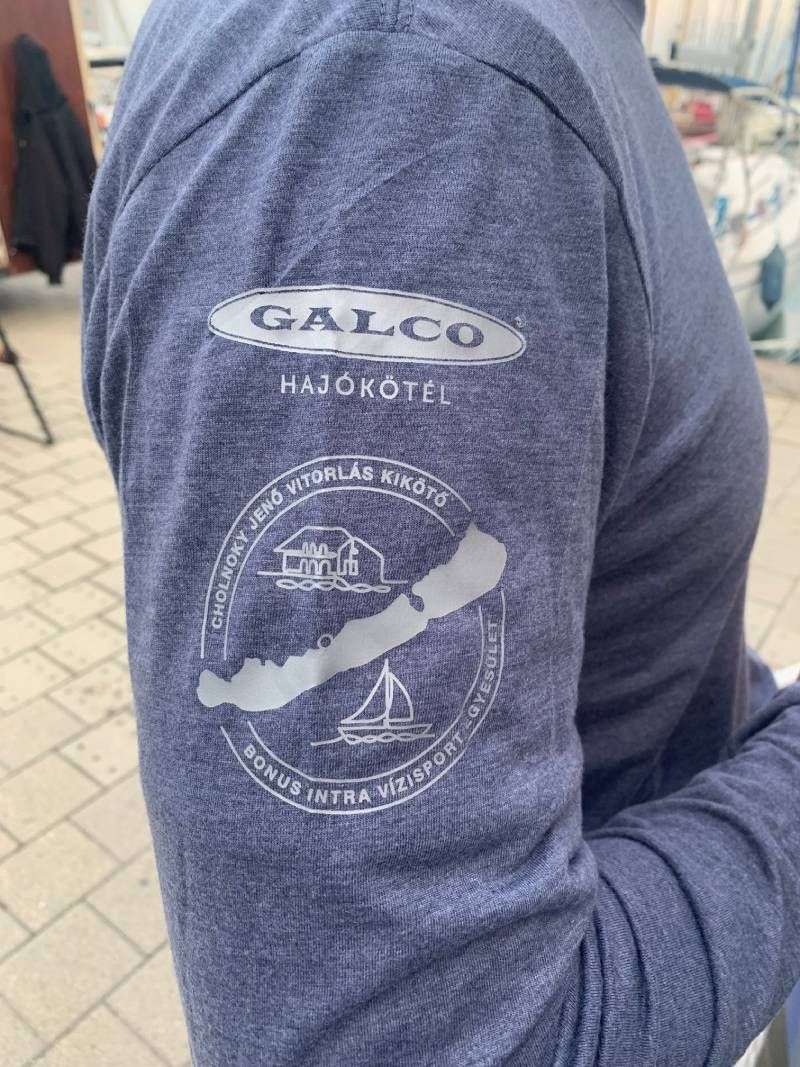 GALCO
HAJÓKÖTÉL
CHOLNOKY JENŐ VITORLÁS KIKÖTŐ
BONUS INTRA VÍZISPORT-EGYESÜLET